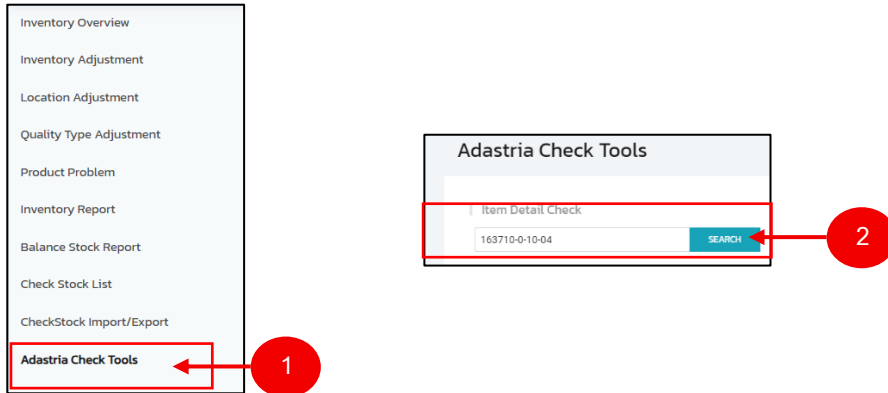 Inventory Overview
Inventory Adjustment
Location Adjustment
Quality Type Adjustment
Product Problem
Inventory Report
Balance Stock Report
Check Stock List
CheckStock Import/Export
Adastria Check Tools
1
Adastria Check Tools
Item Detail Check
163710-0-10-04
SEARCH
2